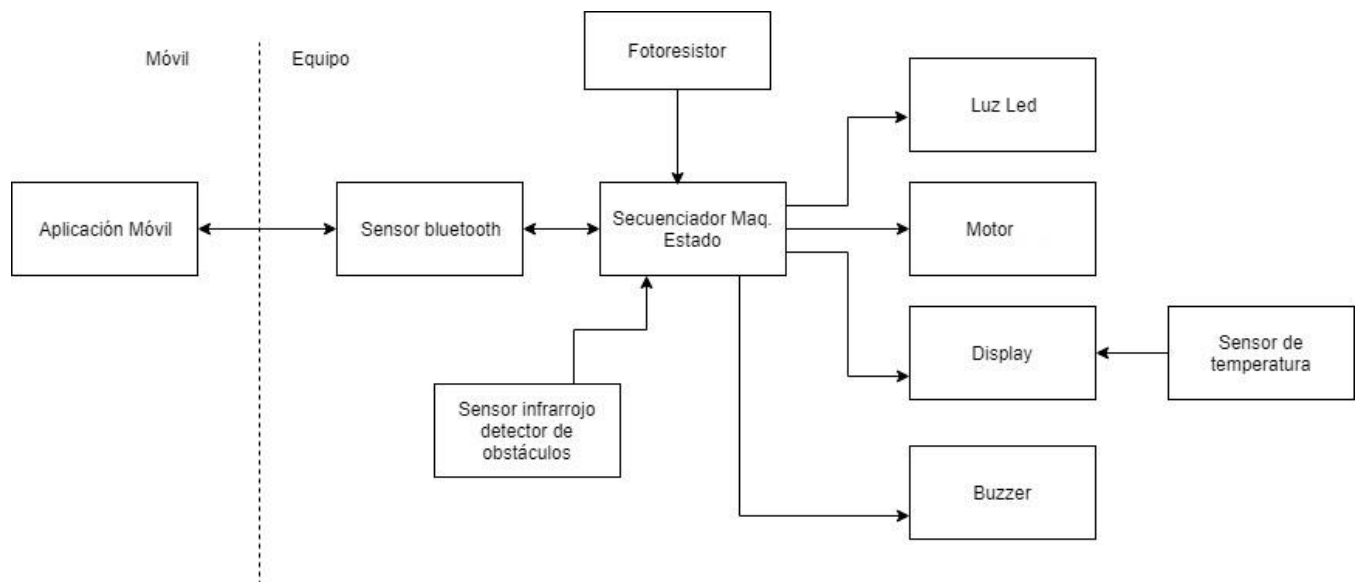 Móvil
Equipo
Fotoresistor
Luz Led
Aplicación Móvil
Sensor bluetooth
Secuenciador Maq.
Estado
Motor
Display
Sensor de
temperatura
Sensor infrarrojo
detector de
obstáculos
Buzzer